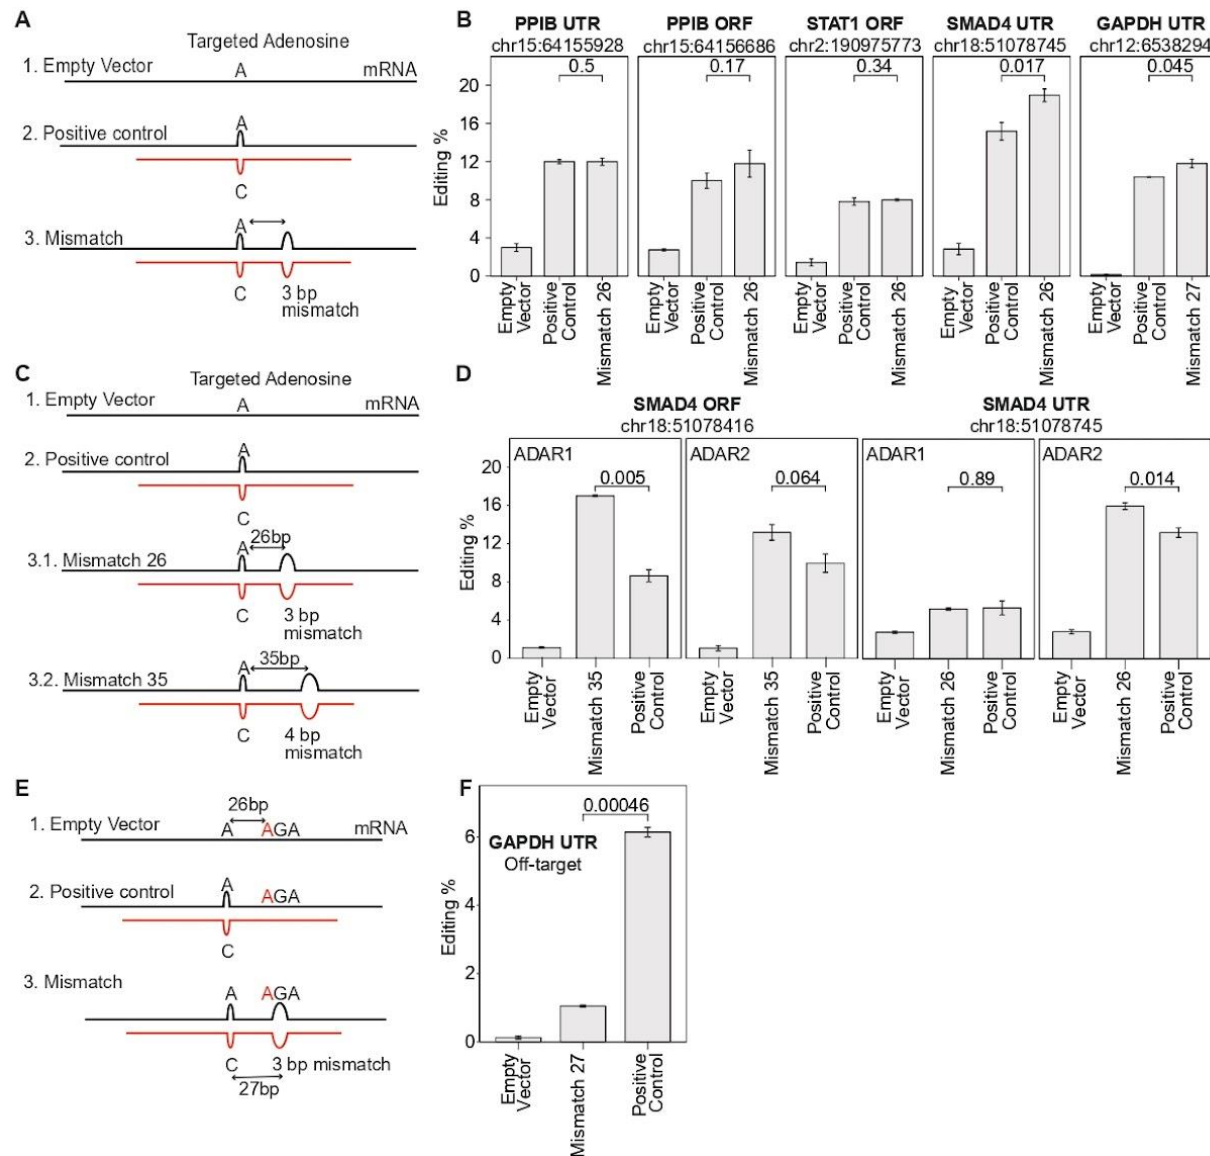 A
Targeted Adenosine
1. Empty Vector
A
mRNA
2. Positive control
A
C
3. Mismatch
A
C
3 bp
mismatch
B
PPIB UTR
chr15:64155928
PPIB ORF
chr15:64156686
STAT1 ORF
chr2:190975773
SMAD4 UTR
chr18:51078745
GAPDH UTR
chr12:6538294
Editing %
20
16
12
8
4
0
0.5
0.17
0.34
0.017
0.045
Empty
Vector
Positive
Control
Mismatch 26
Empty
Vector
Positive
Control
Mismatch 26
Empty
Vector
Positive
Control
Mismatch 26
Empty
Vector
Positive
Control
Mismatch 26
Empty
Vector
Positive
Control
Mismatch 27
C
Targeted Adenosine
1. Empty Vector
A
mRNA
2. Positive control
A
C
3.1. Mismatch 26
A
26bp
C
3 bp
mismatch
3.2. Mismatch 35
A
35bp
C
4 bp
mismatch
D
SMAD4 ORF
chr18:51078416
SMAD4 UTR
chr18:51078745
Editing %
20
16
12
8
4
0
ADAR1
0.005
ADAR2
0.064
ADAR1
0.89
ADAR2
0.014
Empty
Vector
Mismatch 35
Positive
Control
Empty
Vector
Mismatch 35
Positive
Control
Empty
Vector
Mismatch 26
Positive
Control
Empty
Vector
Mismatch 26
Positive
Control
E
26bp
1. Empty Vector
A
AGA
mRNA
2. Positive control
A
AGA
C
3. Mismatch
A
AGA
C
3 bp mismatch
27bp
F
0.00046
GAPDH UTR
Off-target
Editing %
6
4
2
0
Empty
Vector
Mismatch 27
Positive
Control